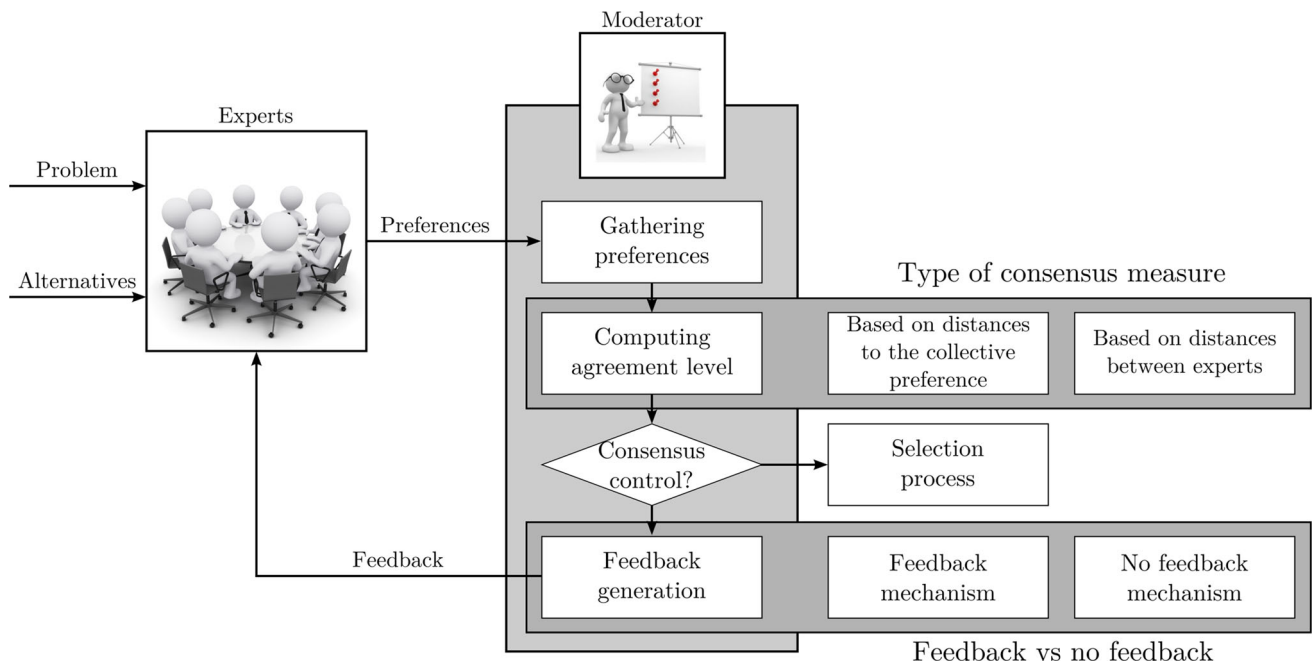 Moderator
Experts
Problem
Alternatives
Preferences
Gathering
preferences
Type of consensus measure
Computing
agreement level
Based on distances
to the collective
preference
Based on distances
between experts
Consensus
control?
Selection
process
Feedback
Feedback
generation
Feedback
mechanism
No feedback
mechanism
Feedback vs no feedback